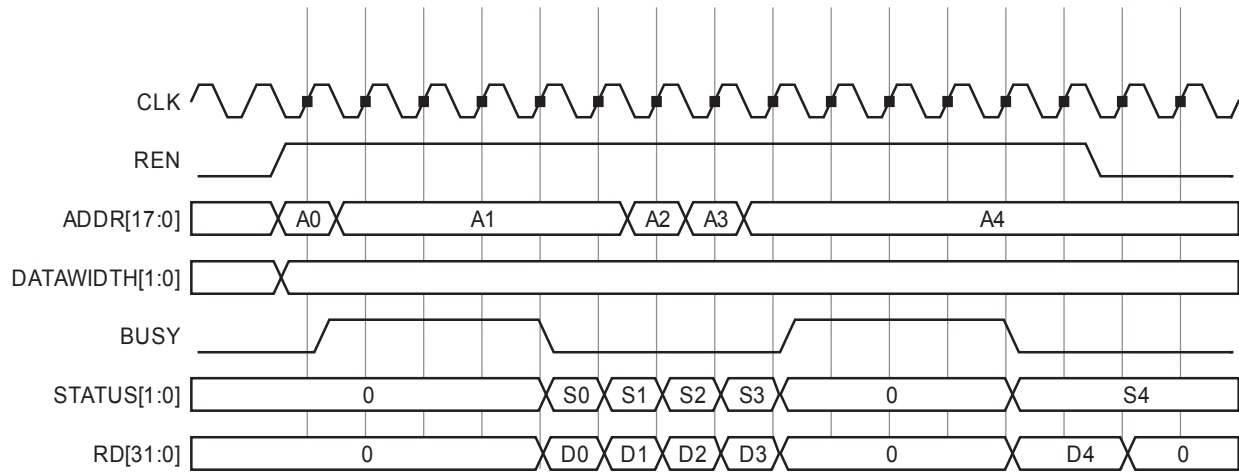 CLK
REN
ADDR[17:0] A0 A1 A2 A3 A4
DATAWIDTH[1:0]
BUSY
STATUS[1:0] 0 S0 S1 S2 S3 0 S4
RD[31:0] 0 D0 D1 D2 D3 0 D4 0